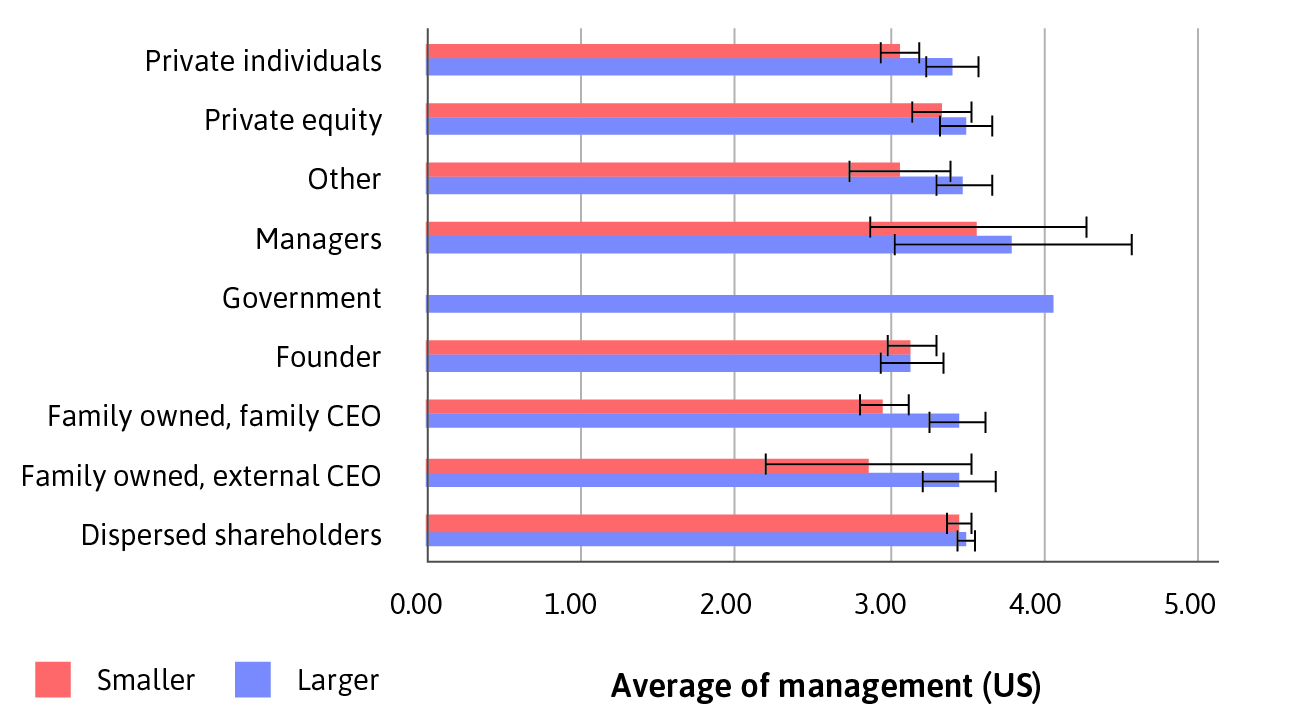 Private individuals
Private equity
Other
Managers
Government
Founder
Family owned, family CEO
Family owned, external CEO
Dispersed shareholders
0.00 1.00 2.00 3.00 4.00 5.00
Smaller Larger Average of management (US)